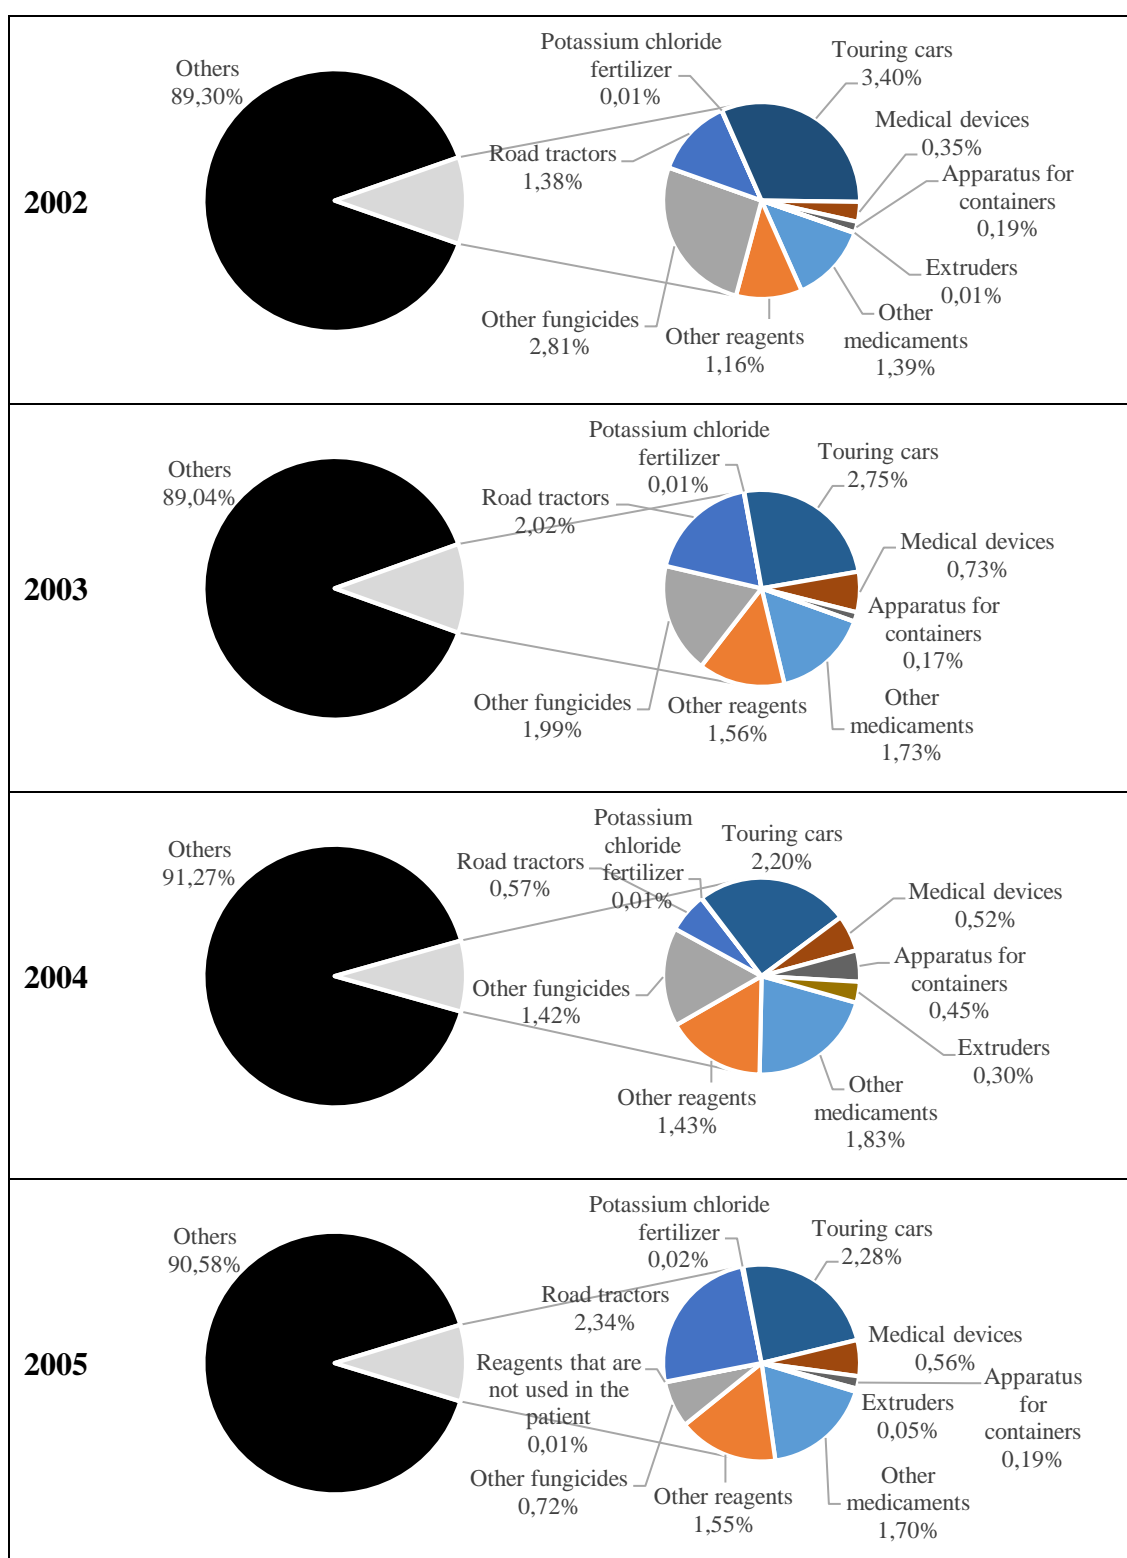 2002
Others
89,30%
Potassium chloride
fertilizer
0,01%
Touring cars
3,40%
Medical devices
0,35%
Apparatus for
containers
0,19%
Extruders
0,01%
Other
medicaments
1,39%
Other reagents
1,16%
Other fungicides
2,81%
Road tractors
1,38%
2003
Others
89,04%
Potassium chloride
fertilizer
0,01%
Touring cars
2,75%
Medical devices
0,73%
Apparatus for
containers
0,17%
Other
medicaments
1,73%
Other reagents
1,56%
Other fungicides
1,99%
Road tractors
2,02%
2004
Others
91,27%
Potassium
chloride
fertilizer
0,01%
Touring cars
2,20%
Medical devices
0,52%
Apparatus for
containers
0,45%
Extruders
0,30%
Other
medicaments
1,83%
Other reagents
1,43%
Other fungicides
1,42%
Road tractors
0,57%
2005
Others
90,58%
Potassium chloride
fertilizer
0,02%
Touring cars
2,28%
Medical devices
0,56%
Apparatus
for
containers
0,19%
Extruders
0,05%
Other
medicaments
1,70%
Other reagents
1,55%
Other fungicides
0,72%
Reagents that are
not used in the
patient
0,01%
Road tractors
2,34%